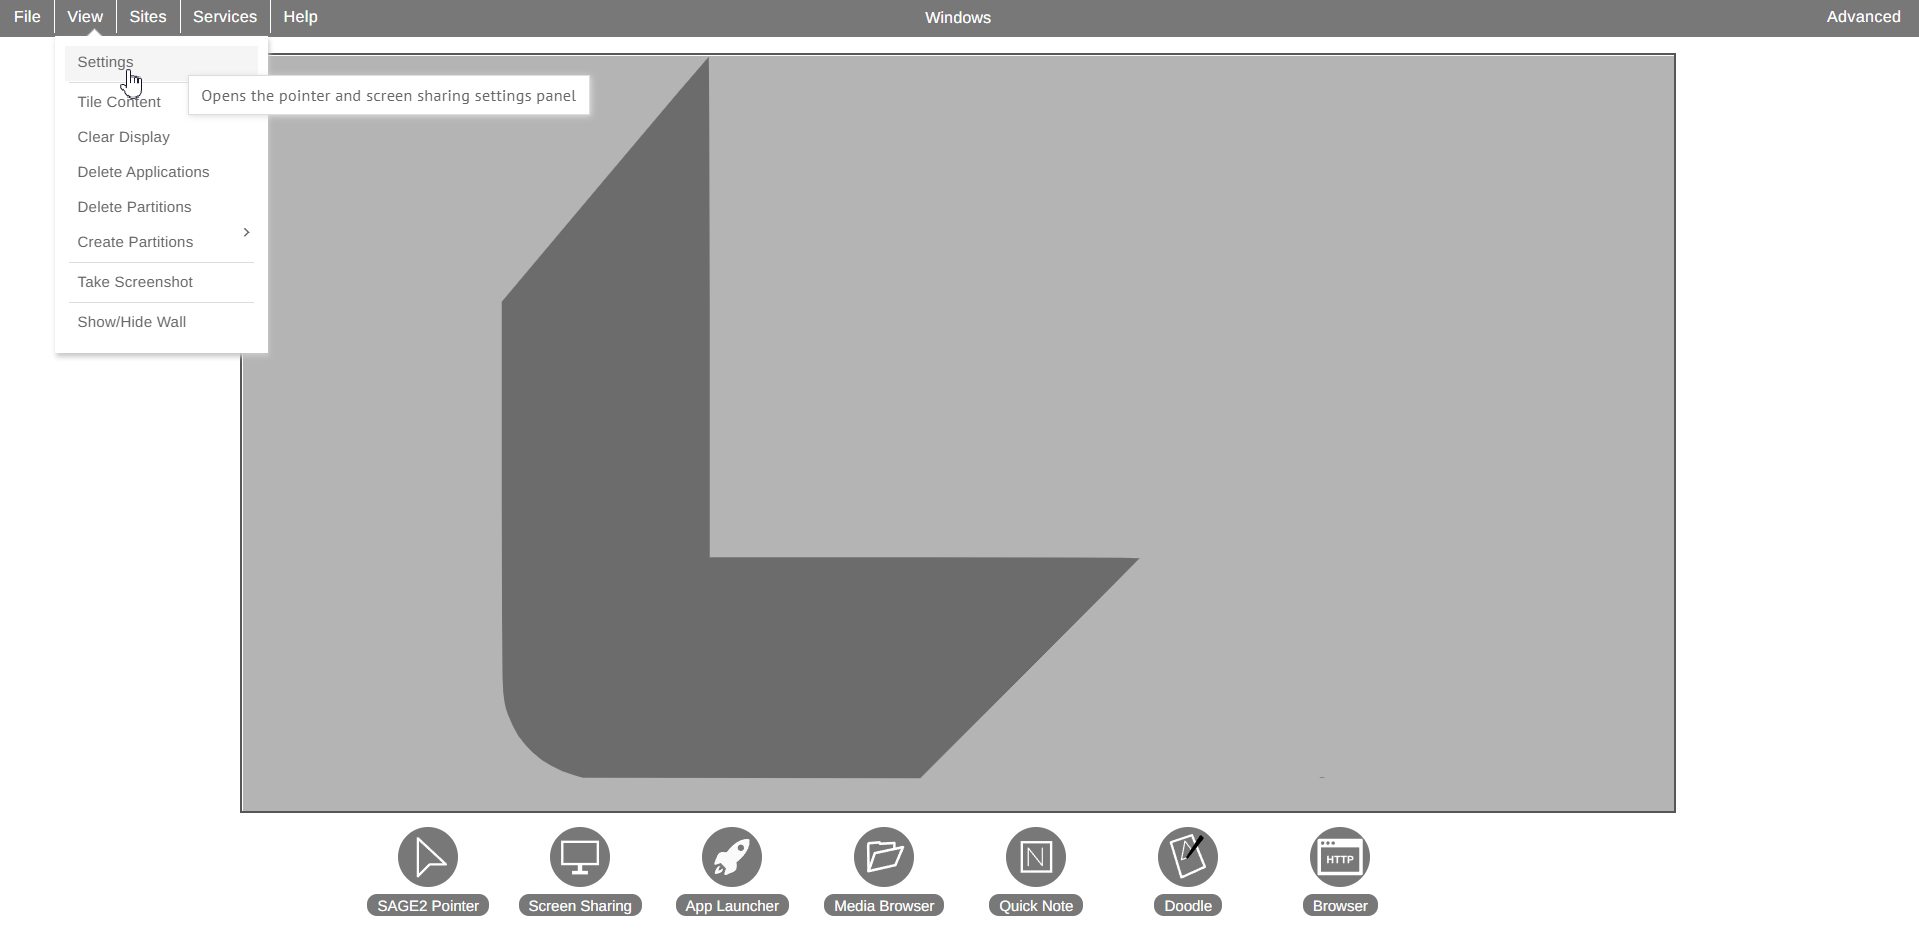 File View Sites Services Help Windows Advanced
Settings
Opens the pointer and screen sharing settings panel
Tile Content
Clear Display
Delete Applications
Delete Partitions
Create Partitions
Take Screenshot
Show/Hide Wall
N
HTTP
SAGE2 Pointer Screen Sharing App Launcher Media Browser Quick Note Doodle Browser